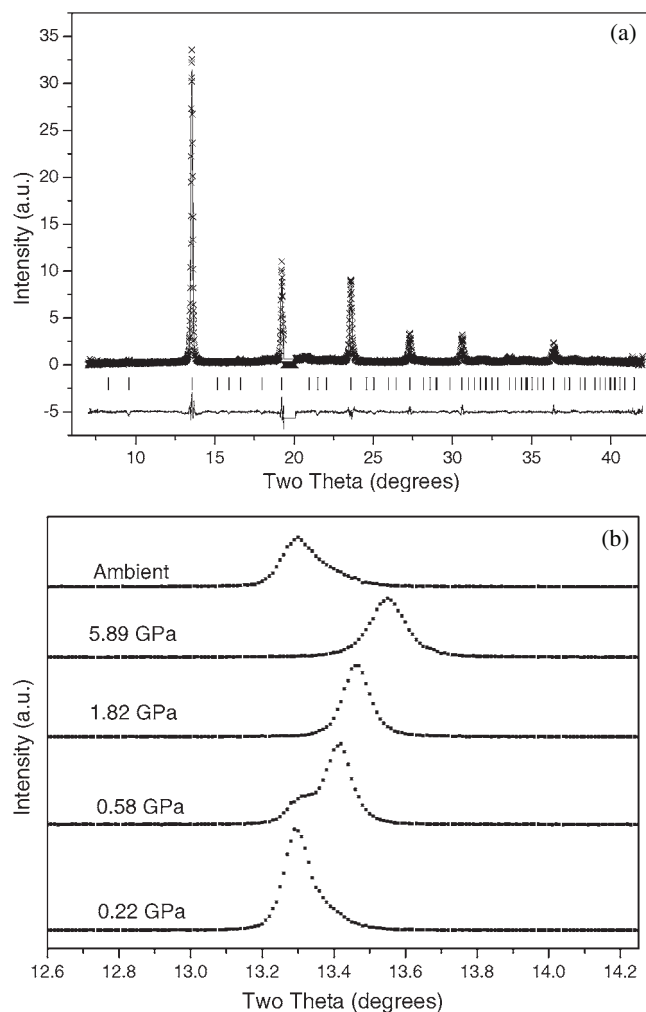 (a)
35
30
25
20
15
10
5
0
-5
Intensity (a.u.)
10 15 20 25 30 35 40
Two Theta (degrees)
(b)
Ambient
5.89 GPa
1.82 GPa
0.58 GPa
0.22 GPa
Intensity (a.u.)
12.6 12.8 13.0 13.2 13.4 13.6 13.8 14.0 14.2
Two Theta (degrees)